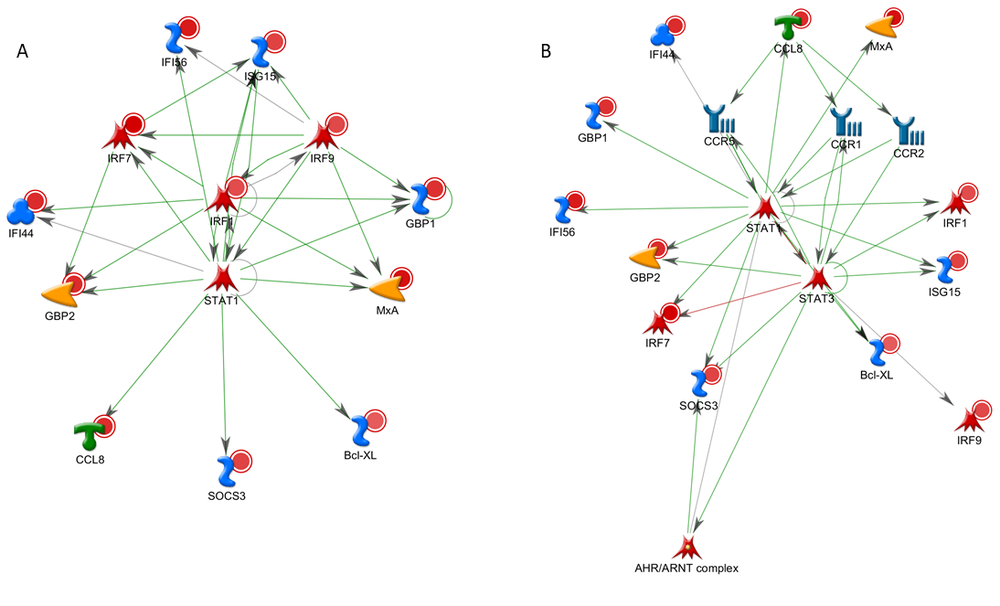 A
IFI56
ISG15
IRF7
IRF9
IRF1
IFI44
GBP1
STAT1
GBP2
MxA
CCL8
SOCS3
Bcl-XL
B
IFI44
CCL8
MxA
GBP1
CCR5
CCR1
CCR2
IFI56
STAT1
IRF1
GBP2
ISG15
STAT3
IRF7
Bcl-XL
SOCS3
IRF9
AHR/ARNT complex